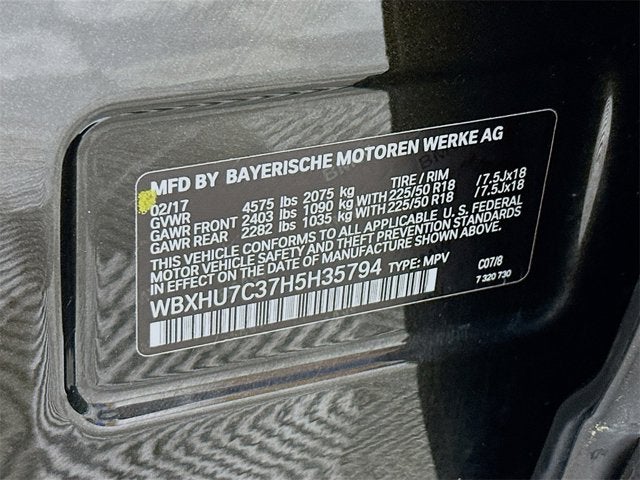 MFD BY BAYERISCHE MOTOREN WERKE AG
02/17 TIRE / RIM
GVWR 4575 lbs 2075 kg
GAWR FRONT 2403 lbs 1090 kg WITH 225/50 R18 /7.5Jx18
GAWR REAR 2282 lbs 1035 kg WITH 225/50 R18 /7.5Jx18
THIS VEHICLE CONFORMS TO ALL APPLICABLE U. S. FEDERAL
MOTOR VEHICLE SAFETY AND THEFT PREVENTION STANDARDS
IN EFFECT ON THE DATE OF MANUFACTURE SHOWN ABOVE.
WBXHU7C37H5H35794 TYPE: MPV C07/8
7 320 730